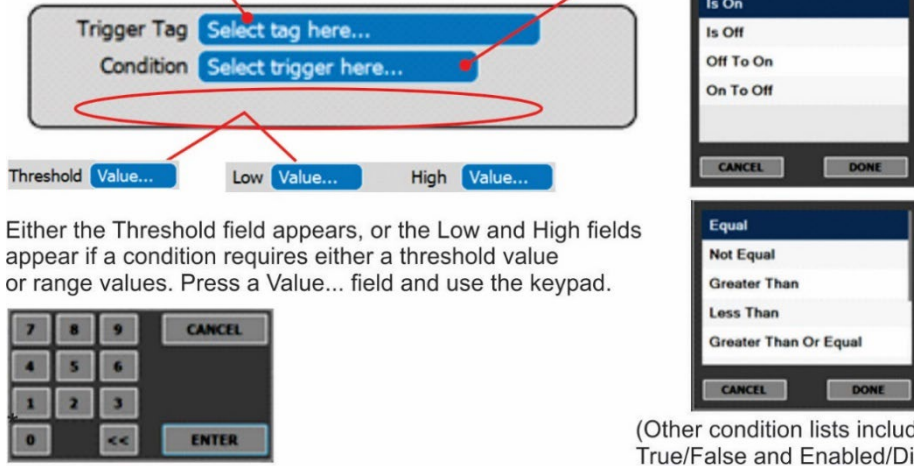 Trigger Tag Select tag here...
Condition Select trigger here...
Threshold Value...
Low Value... High Value...
Either the Threshold field appears, or the Low and High fields
appear if a condition requires either a threshold value
or range values. Press a Value... field and use the keypad.
7 8 9 CANCEL
4 5 6
1 2 3
0 << ENTER
Is On
Is Off
Off To On
On To Off
CANCEL DONE
Equal
Not Equal
Greater Than
Less Than
Greater Than Or Equal
CANCEL DONE
(Other condition lists includ
True/False and Enabled/Di